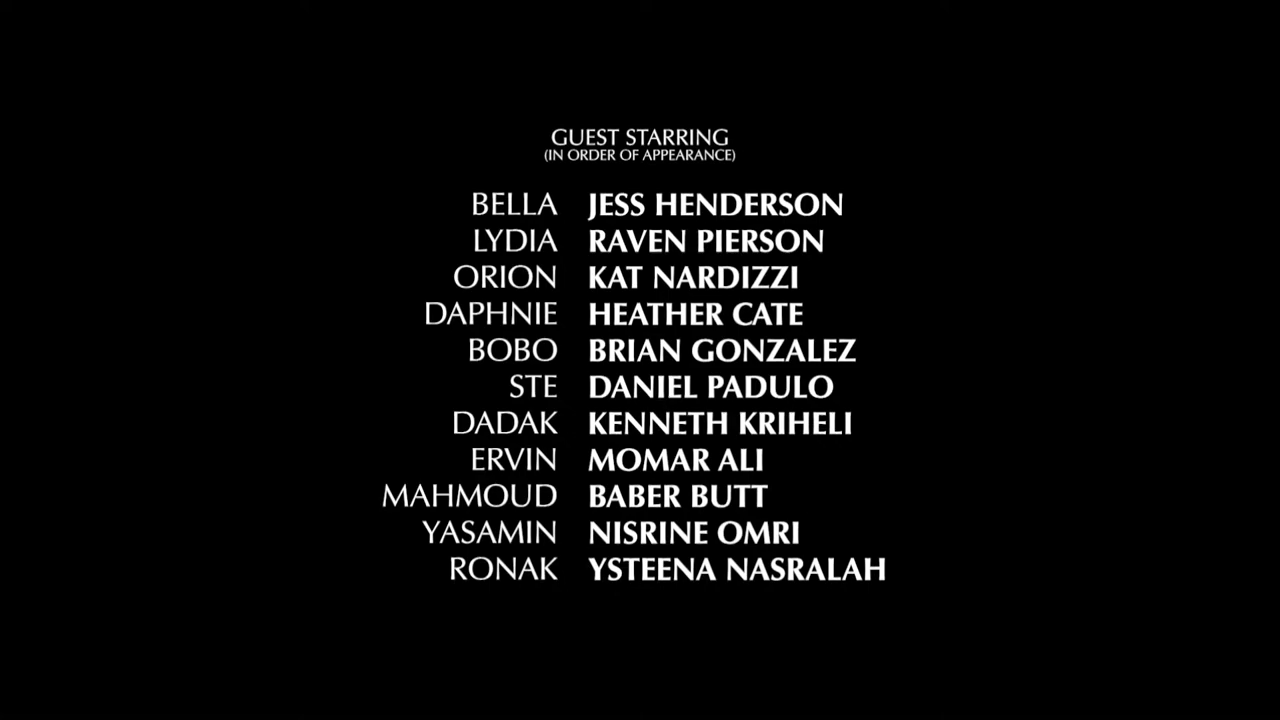 GUEST STARRING
(IN ORDER OF APPEARANCE)
BELLA JESS HENDERSON
LYDIA RAVEN PIERSON
ORION KAT NARDIZZI
DAPHNIE HEATHER CATE
BOBO BRIAN GONZALEZ
STE DANIEL PADULO
DADAK KENNETH KRIHELI
ERVIN MOMAR ALI
MAHMOUD BABER BUTT
YASAMIN NISRINE OMRI
RONAK YSTEENA NASRALAH